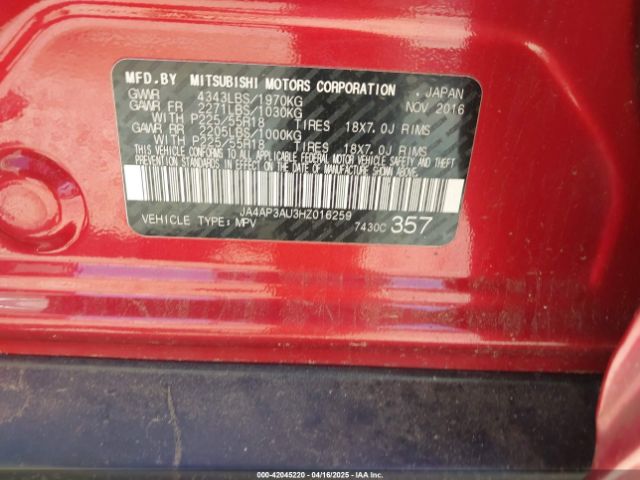 MFD.BY MITSUBISHI MOTORS CORPORATION , JAPAN
GVWR 4343LBS/1970KG NOV 2016
GAWR FR 2271LBS/1030KG
WITH P225/55R18 TIRES 18X7.0J RIMS
GAWR RR 2205LBS/1000KG
WITH P225/55R18 TIRES 18X7.0J RIMS
THIS VEHICLE CONFORMS TO ALL APPLICABLE FEDERAL MOTOR VEHICLE SAFETY AND THEFT
PREVENTION STANDARDS IN EFFECT ON THE DATE OF MANUFACTURE SHOWN ABOVE.
JA4AP3AU3HZ016259
VEHICLE TYPE:MPV 7430C 357
000-42045220 - 04/16/2025 - IAAI.COM